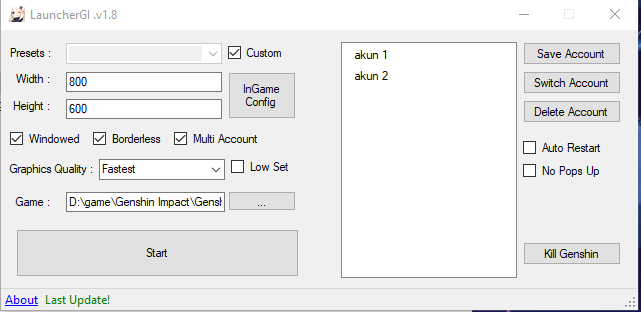 LauncherGI .v1.8
Presets :
Custom
Width :
800
Height :
600
InGame
Config
Windowed
Borderless
Multi Account
Graphics Quality :
Fastest
Low Set
Game :
D:\game\Genshin Impact\Gensh
...
Start
akun 1
akun 2
Save Account
Switch Account
Delete Account
Auto Restart
No Pops Up
Kill Genshin
About Last Update!